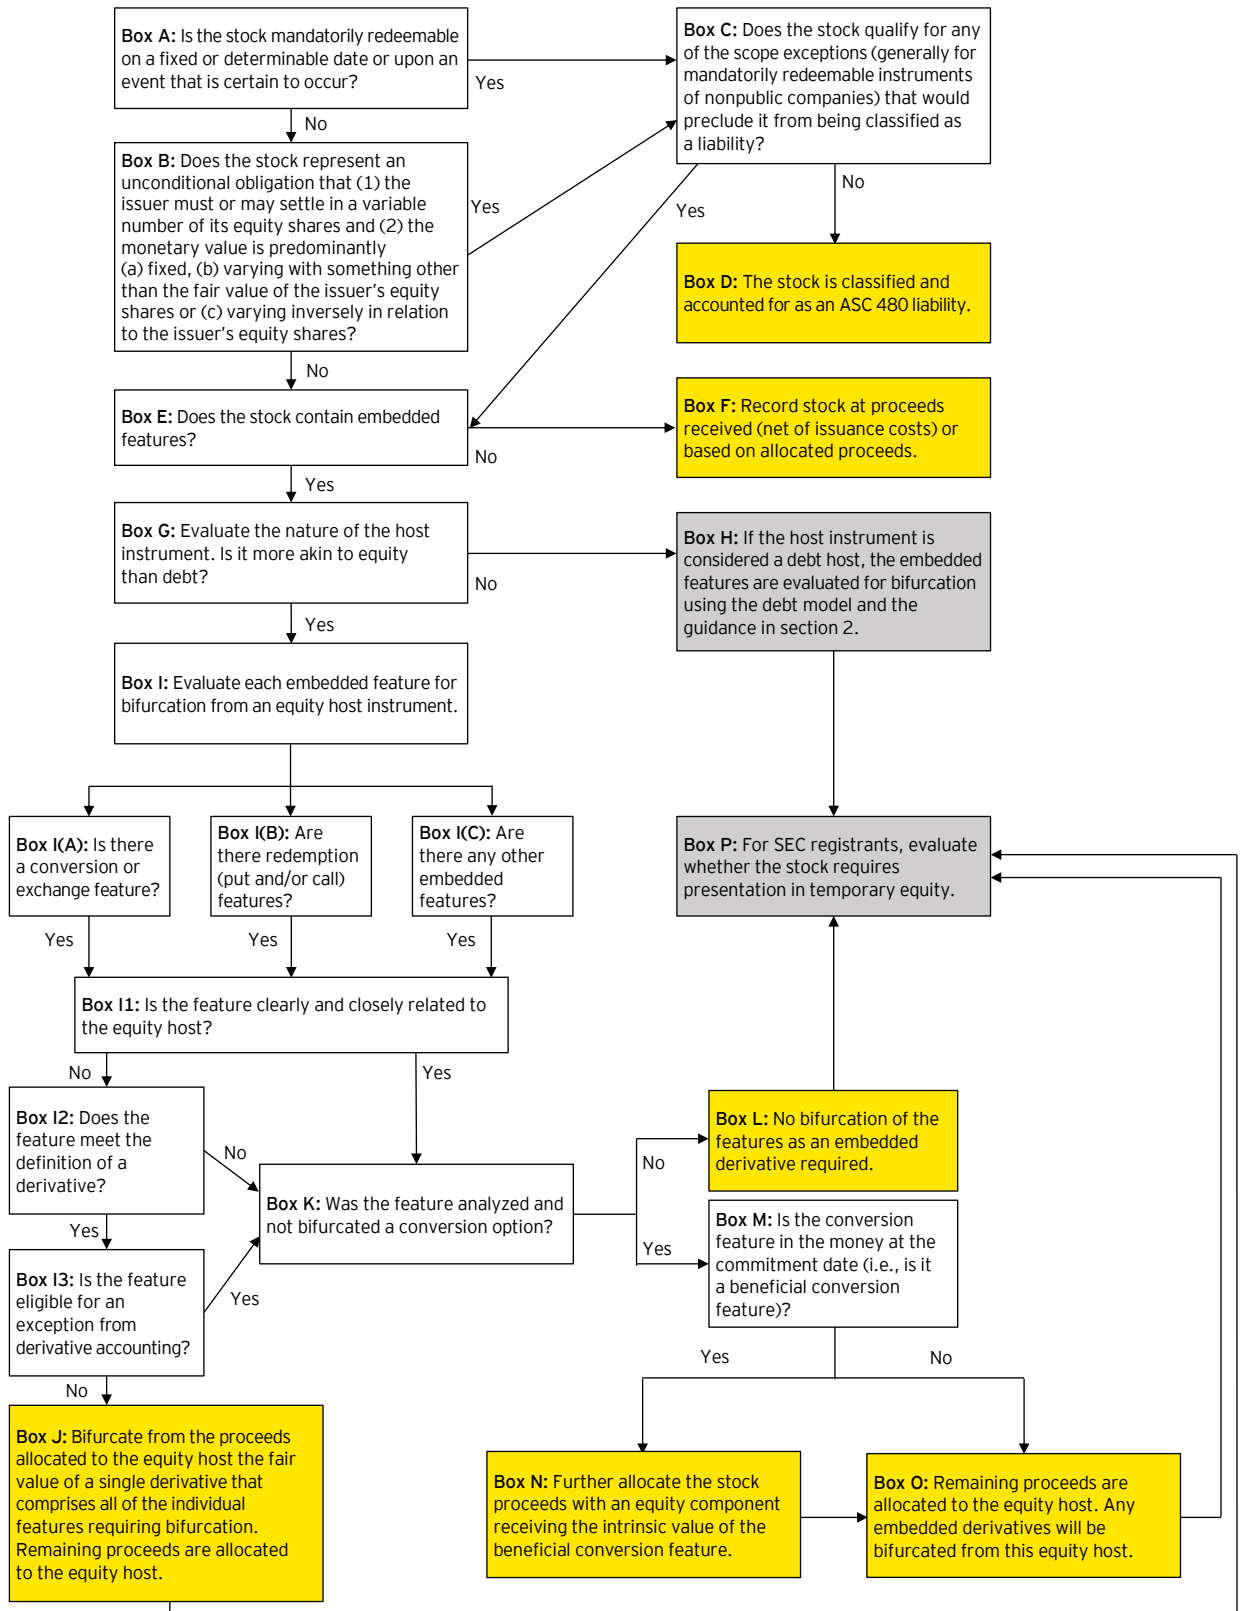 Box A: Is the stock mandatorily redeemable
on a fixed or determinable date or upon an
event that is certain to occur?
Yes
Box C: Does the stock qualify for any
of the scope exceptions (generally for
mandatorily redeemable instruments
of nonpublic companies) that would
preclude it from being classified as
a liability?
No
Box B: Does the stock represent an
unconditional obligation that (1) the
issuer must or may settle in a variable
number of its equity shares and (2) the
monetary value is predominantly
(a) fixed, (b) varying with something other
than the fair value of the issuer's equity
shares or (c) varying inversely in relation
to the issuer's equity shares?
Yes
Yes
No
Box D: The stock is classified and
accounted for as an ASC 480 liability.
No
Box E: Does the stock contain embedded
features?
No
Box F: Record stock at proceeds
received (net of issuance costs) or
based on allocated proceeds.
Yes
Box G: Evaluate the nature of the host
instrument. Is it more akin to equity
than debt?
No
Box H: If the host instrument is
considered a debt host, the embedded
features are evaluated for bifurcation
using the debt model and the
guidance in section 2.
Yes
Box I: Evaluate each embedded feature for
bifurcation from an equity host instrument.
Box I(A): Is there
a conversion or
exchange feature?
Box I(B): Are
there redemption
(put and/or call)
features?
Box I(C): Are
there any other
embedded
features?
Box P: For SEC registrants, evaluate
whether the stock requires
presentation in temporary equity.
Yes
Yes
Yes
Box I1: Is the feature clearly and closely related to
the equity host?
No
Yes
Box I2: Does the
feature meet the
definition of a
derivative?
No
Box K: Was the feature analyzed and
not bifurcated a conversion option?
No
Box L: No bifurcation of the
features as an embedded
derivative required.
Yes
Box M: Is the conversion
feature in the money at the
commitment date (i.e., is it
a beneficial conversion
feature)?
Yes
Box I3: Is the feature
eligible for an
exception from
derivative accounting?
Yes
Yes
No
No
Box J: Bifurcate from the proceeds
allocated to the equity host the fair
value of a single derivative that
comprises all of the individual
features requiring bifurcation.
Remaining proceeds are allocated
to the equity host.
Box N: Further allocate the stock
proceeds with an equity component
receiving the intrinsic value of the
beneficial conversion feature.
Box O: Remaining proceeds are
allocated to the equity host. Any
embedded derivatives will be
bifurcated from this equity host.